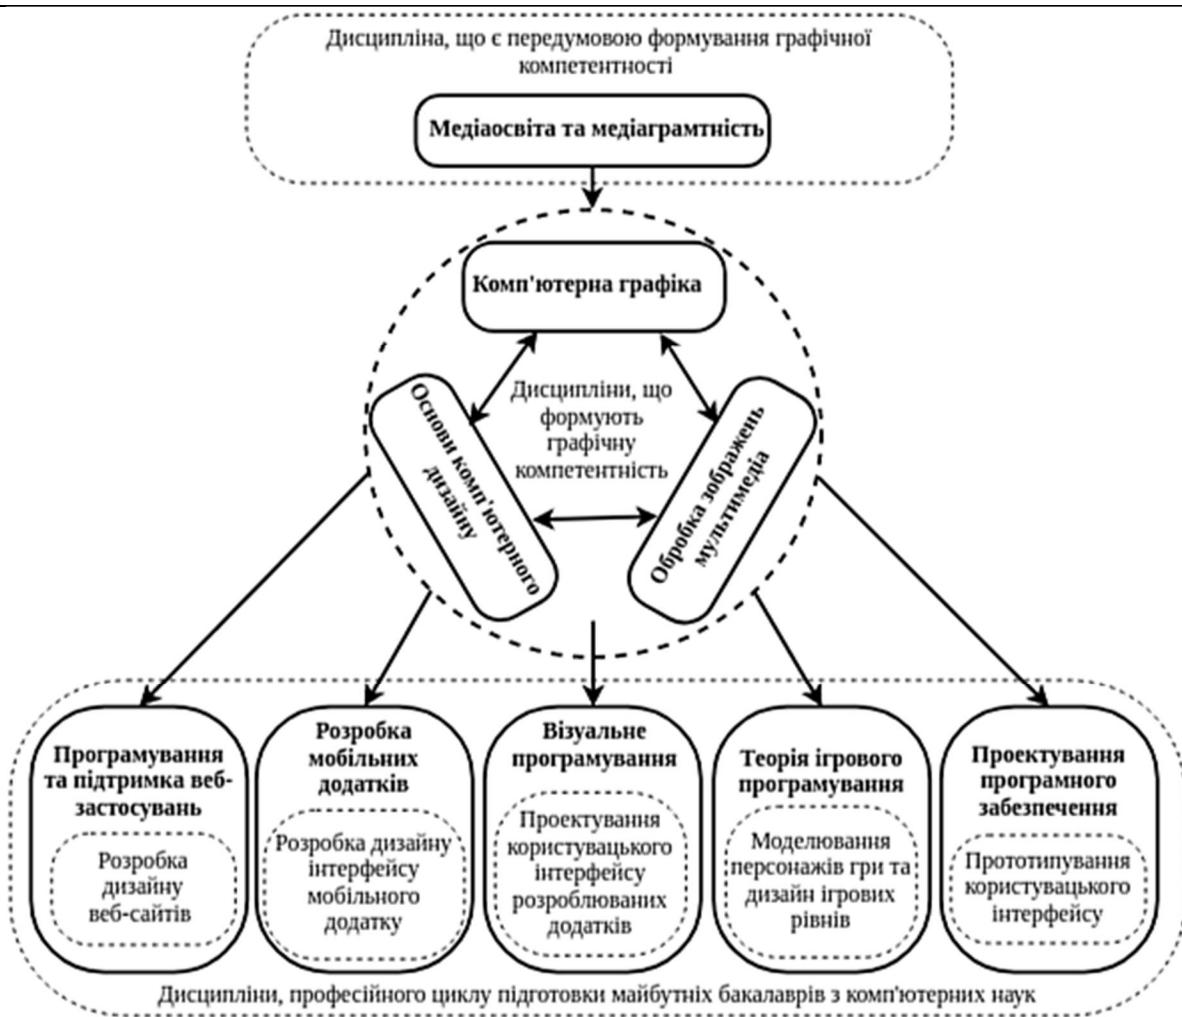 Дисципліна, що є передумовою формування графічної
компетентності
Медіаосвіта та медіаграмтність
Комп'ютерна графіка
Дисципліни, що
формують
графічну
компетентність
Основи комп'ютерного
дизайну
Обробка зображень
мультимедіа
Програмування
та підтримка веб-
застосувань
Розробка
дизайну
веб-сайтів
Розробка
мобільних
додатків
Розробка дизайну
інтерфейсу
мобільного
додатку
Візуальне
програмування
Проектування
користувацького
інтерфейсу
розроблюваних
додатків
Теорія ігрового
програмування
Моделювання
персонажів гри та
дизайн ігрових
рівнів
Проектування
програмного
забезпечення
Прототипування
користувацького
інтерфейсу
Дисципліни, професійного циклу підготовки майбутніх бакалаврів з комп'ютерних наук